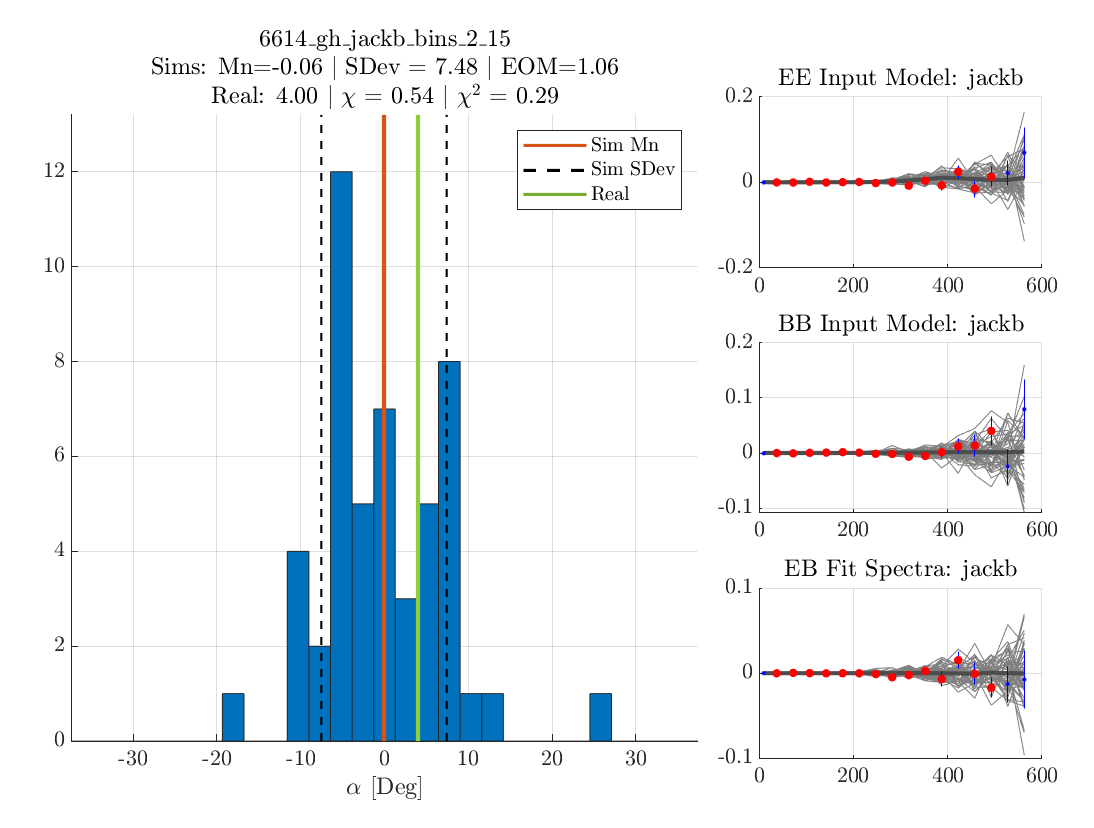 6614_gh_jackb_bins_2_15
Sims: Mn=-0.06 | SDev = 7.48 | EOM=1.06
Real: 4.00 | χ = 0.54 | χ² = 0.29
Sim Mn
Sim SDev
Real
12
10
8
6
4
2
0
-30 -20 -10 0 10 20 30
α [Deg]
EE Input Model: jackb
0.2
0
-0.2
0 200 400 600
BB Input Model: jackb
0.2
0.1
0
-0.1
0 200 400 600
EB Fit Spectra: jackb
0.1
0
-0.1
0 200 400 600